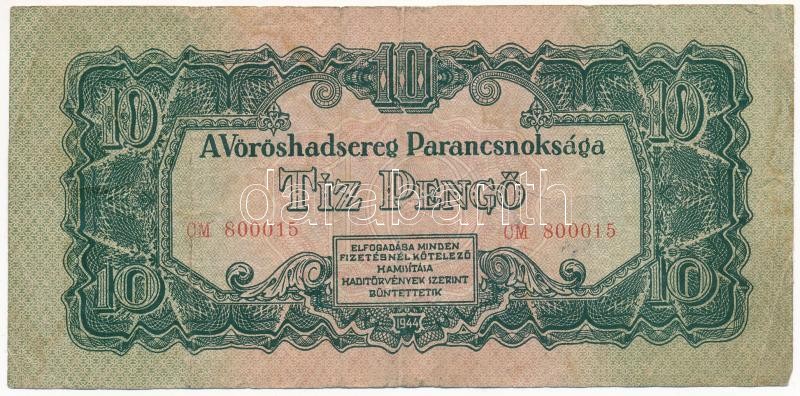 10
10 10
A Vöröshadsereg Parancsnoksága
TÍZ PENGŐ
darabanth
CM 800015 CM 800015
ELFOGADÁSA MINDEN
FIZETÉSNÉL KÖTELEZŐ
HAMISÍTÁSA
HADITÖRVÉNYEK SZERINT
BÜNTETTETIK
10 10
1944